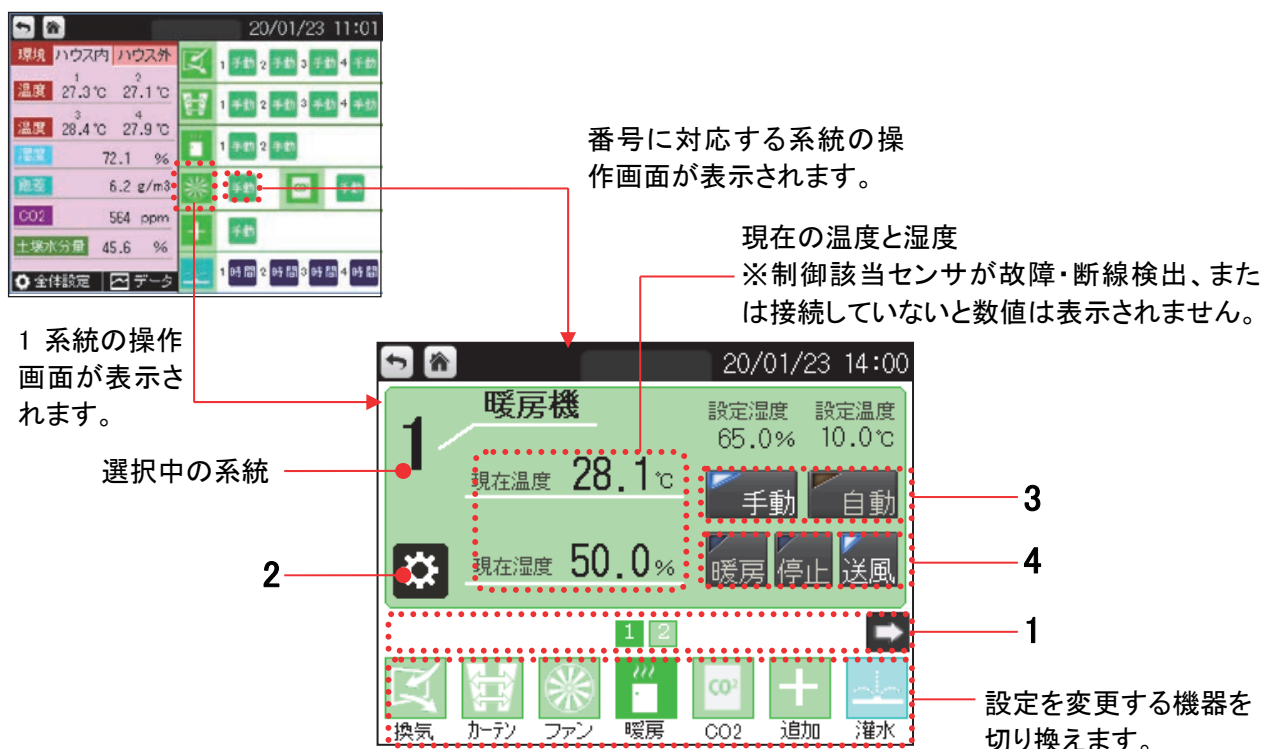 20/01/23 11:01
環境 ハウス内 ハウス外
1 手動 2 手動 3 手動 4 手動
1 2
温度 27.3℃ 27.1℃
1 手動 2 手動 3 手動 4 手動
3 4
温度 28.4℃ 27.9℃
1 手動 2 手動
湿度 72.1 %
飽差 6.2 g/m3
手動 CO2 手動
CO2 564 ppm
手動
土壌水分量 45.6 %
1 時間 2 時間 3 時間 4 時間
全体設定 データ
番号に対応する系統の操
作画面が表示されます。
現在の温度と湿度
※制御該当センサが故障・断線検出、また
は接続していないと数値は表示されません。
1 系統の操作
画面が表示さ
れます。
選択中の系統
20/01/23 14:00
1
暖房機
設定湿度 設定温度
65.0% 10.0℃
現在温度 28.1℃
手動 自動
3
現在湿度 50.0%
暖房 停止 送風
4
2
1 2
1
CO²
換気 カーテン ファン 暖房 CO2 追加 灌水
設定を変更する機器を
切り換えます。